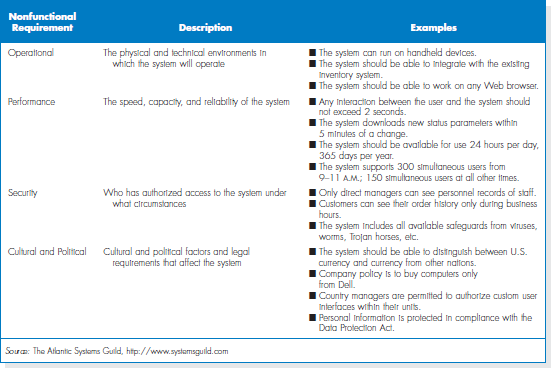 Nonfunctional
Requirement Description Examples
Operational The physical and technical environments in ■ The system can run on handheld devices.
which the system will operate ■ The system should be able to integrate with the existing
inventory system.
■ The system should be able to work on any Web browser.
Performance The speed, capacity, and reliability of the system ■ Any interaction between the user and the system should
not exceed 2 seconds.
■ The system downloads new status parameters within
5 minutes of a change.
■ The system should be available for use 24 hours per day,
365 days per year.
■ The system supports 300 simultaneous users from
9–11 A.M.; 150 simultaneous users at all other times.
Security Who has authorized access to the system under ■ Only direct managers can see personnel records of staff.
what circumstances ■ Customers can see their order history only during business
hours.
■ The system includes all available safeguards from viruses,
worms, Trojan horses, etc.
Cultural and Political Cultural and political factors and legal ■ The system should be able to distinguish between U.S.
requirements that affect the system currency and currency from other nations.
■ Company policy is to buy computers only
from Dell.
■ Country managers are permitted to authorize custom user
interfaces within their units.
■ Personal information is protected in compliance with the
Data Protection Act.
Source: The Atlantic Systems Guild, http://www.systemsguild.com